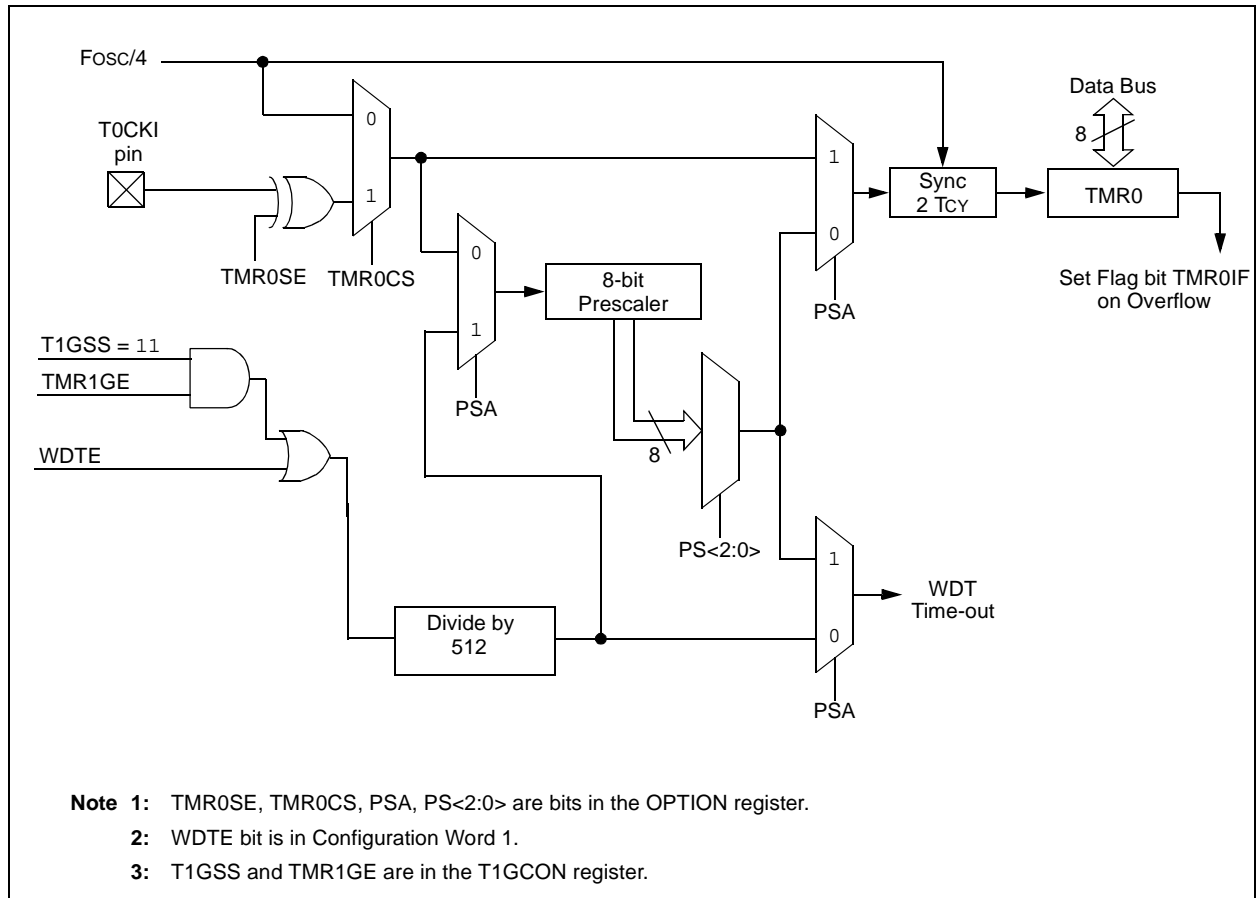 FOSC/4
Data Bus
T0CKI
pin
0
8
1
1
Sync
2 TCY
TMR0
0
0
TMR0SE
TMR0CS
8-bit
Prescaler
Set Flag bit TMR0IF
on Overflow
PSA
1
T1GSS = 11
TMR1GE
PSA
8
WDTE
PS<2:0>
1
WDT
Time-out
Divide by
512
0
PSA
Note 1: TMR0SE, TMR0CS, PSA, PS<2:0> are bits in the OPTION register.
2: WDTE bit is in Configuration Word 1.
3: T1GSS and TMR1GE are in the T1GCON register.